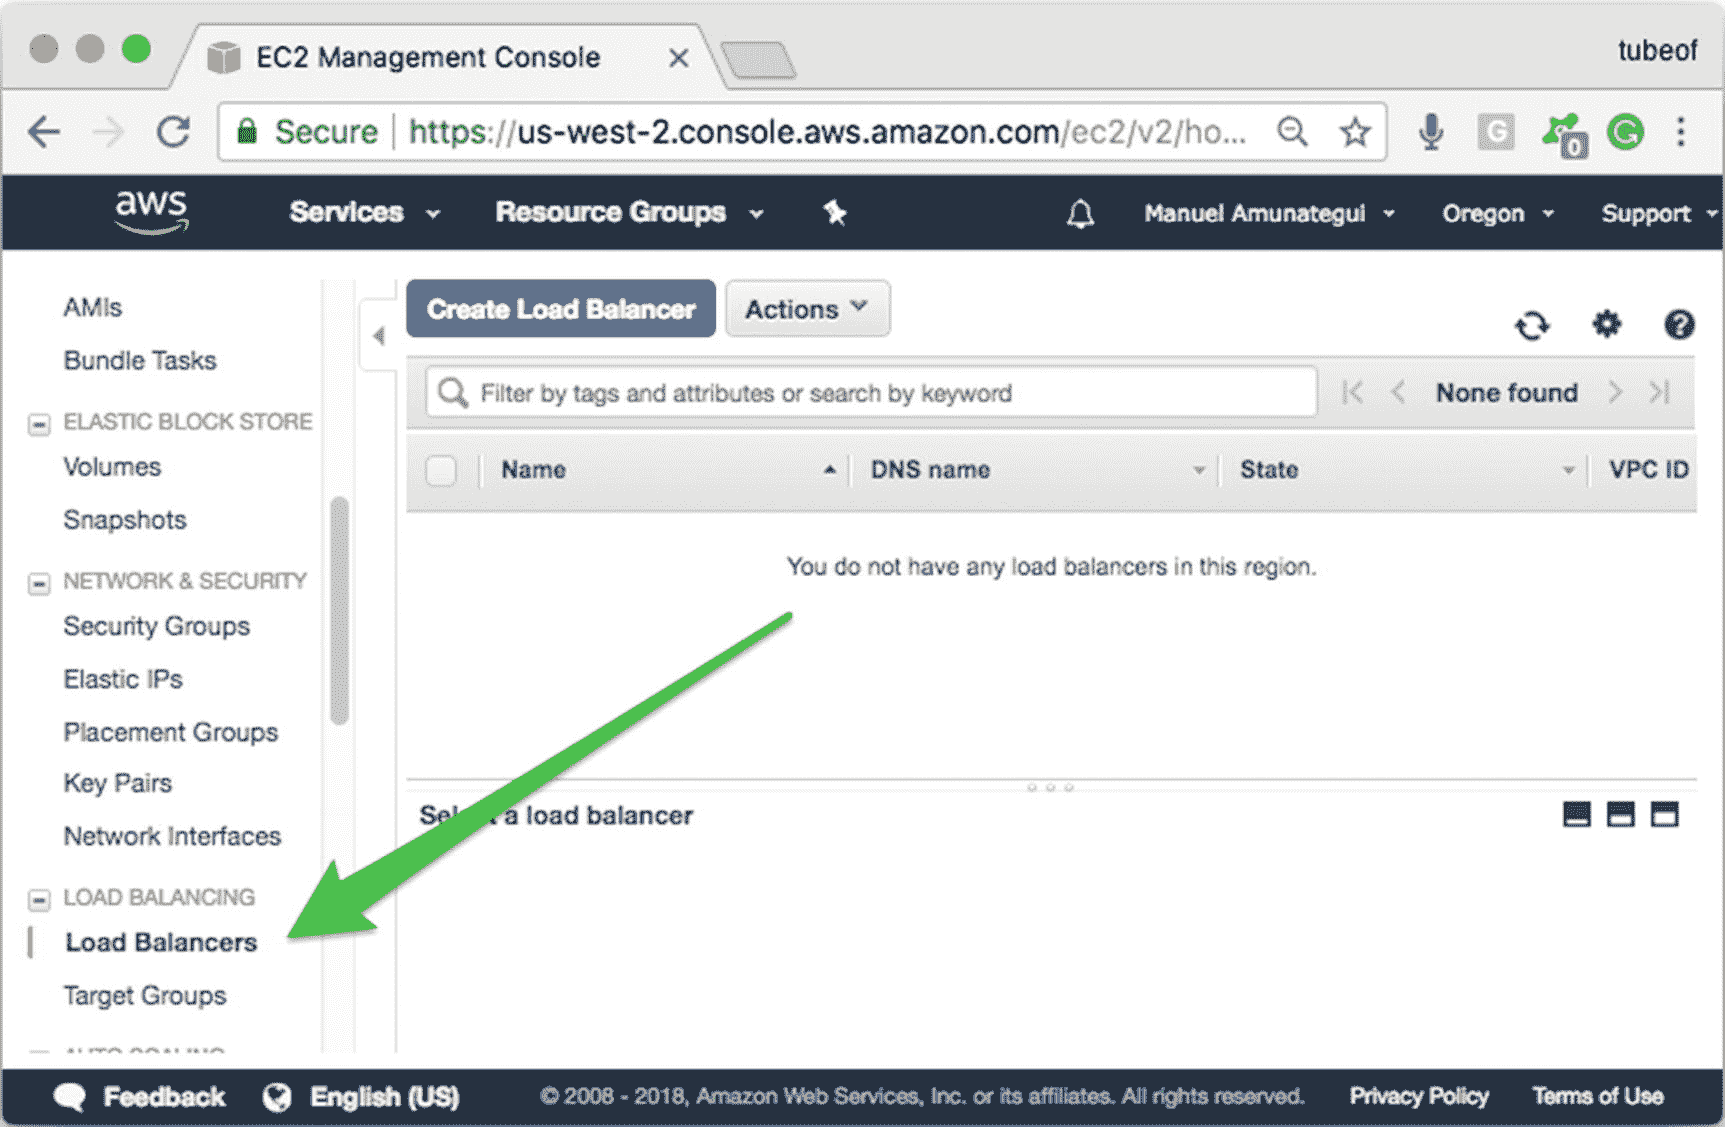 EC2 Management Console
tubeof
Secure https://us-west-2.console.aws.amazon.com/ec2/v2/ho...
G
0
G
aws
Services
Resource Groups
Manuel Amunategui
Oregon
Support
AMIs
Bundle Tasks
ELASTIC BLOCK STORE
Volumes
Snapshots
NETWORK & SECURITY
Security Groups
Elastic IPs
Placement Groups
Key Pairs
Network Interfaces
LOAD BALANCING
Load Balancers
Target Groups
AUTO SCALING
Create Load Balancer
Actions
Filter by tags and attributes or search by keyword
None found
Name
DNS name
State
VPC ID
You do not have any load balancers in this region.
Select a load balancer
Feedback
English (US)
© 2008 - 2018, Amazon Web Services, Inc. or its affiliates. All rights reserved.
Privacy Policy
Terms of Use